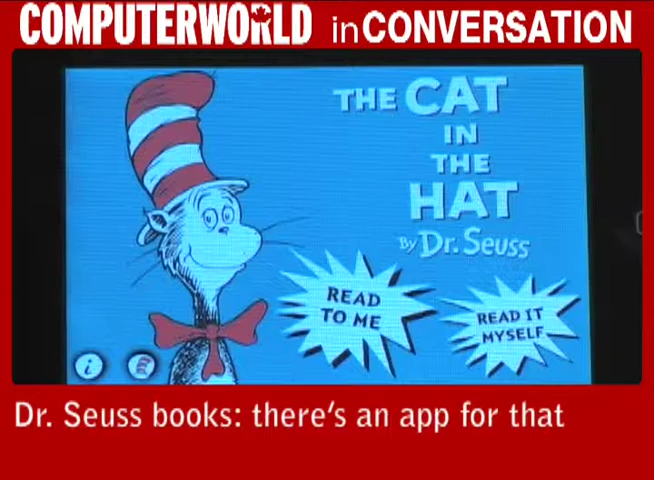 COMPUTERWORLD inCONVERSATION
THE CAT
IN
THE
HAT
By Dr. Seuss
READ
TO ME
READ IT
MYSELF
i
Dr. Seuss books: there's an app for that